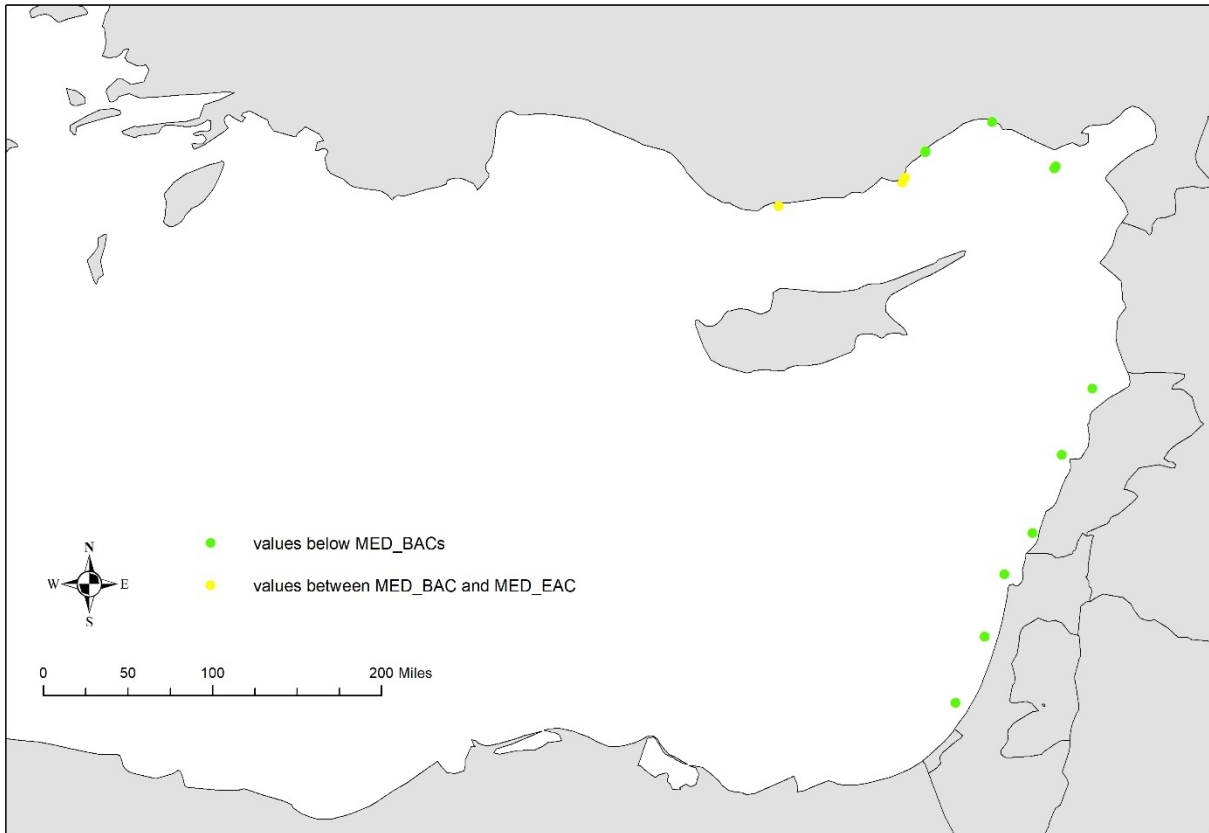 values below MED_BACs
N
W E
values between MED_BAC and MED_EAC
S
0 50 100 200 Miles